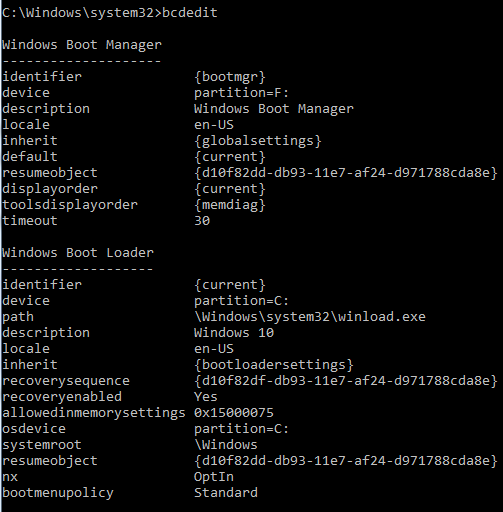 C:\Windows\system32>bcdedit
Windows Boot Manager
--------------------
identifier              {bootmgr}
device                  partition=F:
description             Windows Boot Manager
locale                  en-US
inherit                 {globalsettings}
default                 {current}
resumeobject            {d10f82dd-db93-11e7-af24-d971788cda8e}
displayorder            {current}
toolsdisplayorder       {memdiag}
timeout                 30
Windows Boot Loader
-------------------
identifier              {current}
device                  partition=C:
path                    \Windows\system32\winload.exe
description             Windows 10
locale                  en-US
inherit                 {bootloadersettings}
recoverysequence        {d10f82df-db93-11e7-af24-d971788cda8e}
recoveryenabled         Yes
allowedinmemorysettings 0x15000075
osdevice                partition=C:
systemroot              \Windows
resumeobject            {d10f82dd-db93-11e7-af24-d971788cda8e}
nx                      OptIn
bootmenupolicy          Standard